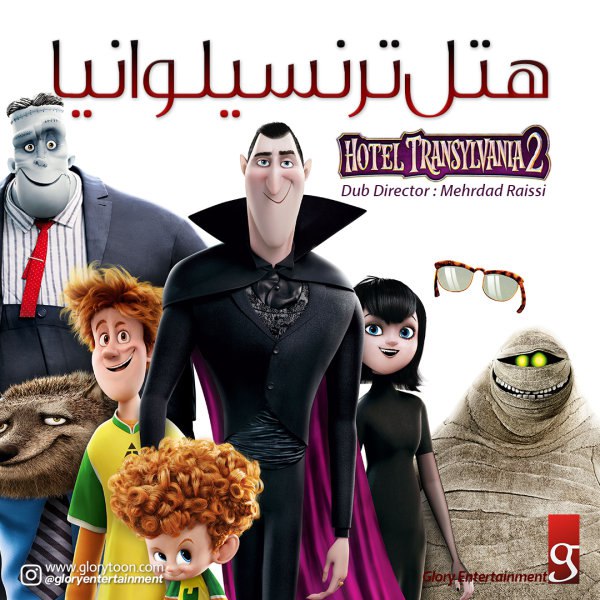 هتل ترنسیلوانیا
HOTEL TRANSYLVANIA 2
Dub Director : Mehrdad Raissi
g
www.glorytoon.com
@gloryentertainment
Glory Entertainment